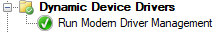 Dynamic Device Drivers
Run Modern Driver Management